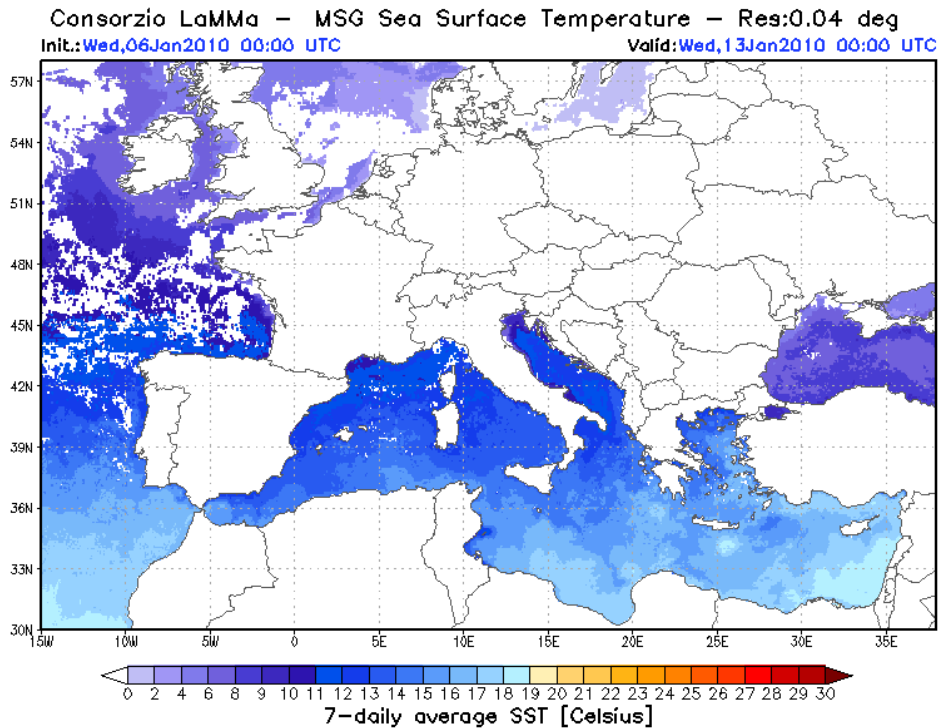 Consorzio LaMMa – MSG Sea Surface Temperature – Res:0.04 deg
Init.:Wed,06Jan2010 00:00 UTC Valid:Wed,13Jan2010 00:00 UTC
57N
54N
51N
48N
45N
42N
39N
36N
33N
30N
15W 10W 5W 0 5E 10E 15E 20E 25E 30E 35E
0 2 4 6 8 9 10 11 12 13 14 15 16 17 18 19 20 21 22 23 24 25 26 27 28 29 30
7-daily average SST [Celsius]